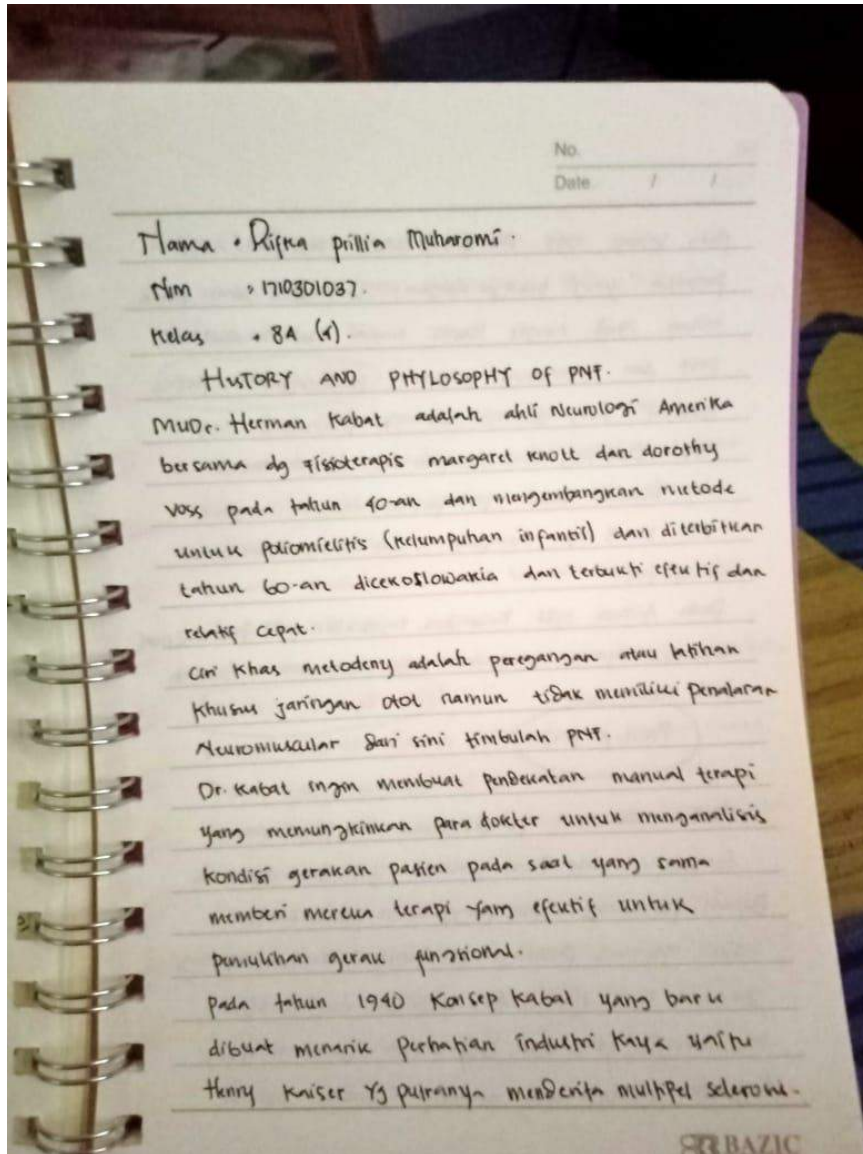 No.
Date / /
Nama : Rifka prillia Muharomi.
Nim : 1710301037.
Kelas : 8A (4).
HISTORY AND PHYLOSOPHY OF PNF.
MUDr. Herman Kabat adalah ahli Neurologi Amerika
bersama dg fisioterapis margaret knott dan dorothy
voss pada tahun 40-an dan mengembangkan metode
untuk poliomielitis (kelumpuhan infantil) dan diterbitkan
tahun 60-an dicekoslowakia dan terbukti efektif dan
relatif cepat.
ciri khas metodeny adalah peregangan atau latihan
khusus jaringan otot namun tidak memiliki penalaran
Neuromuscular dari sini timbulah PNF.
Dr. Kabat ingin membuat pendekatan manual terapi
yang memungkinkan para dokter untuk menganalisis
kondisi gerakan pasien pada saat yang sama
memberi mereka terapi yang efektif untuk
pemulihan gerak fungsional.
pada tahun 1940 Konsep Kabat yang baru
dibuat menarik perhatian industri kaya yaitu
Henry Kaiser yg putranya menderita multipel sclerosis.
BAZIC